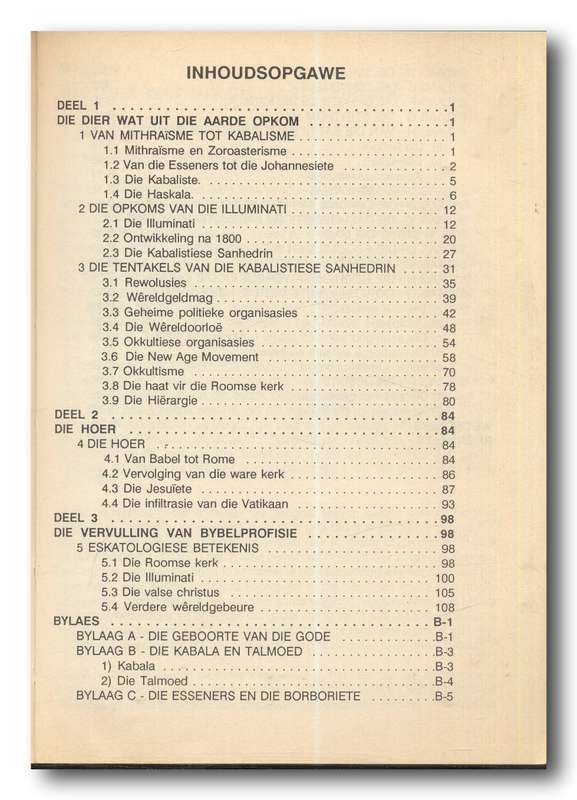 INHOUDSOPGAWE
DEEL 1 . . . . . . . . . . . . . . . . . . . . . . . . . . . . . . . . . . . . . . . 1
DIE DIER WAT UIT DIE AARDE OPKOM . . . . . . . . . . . . . . . 1
1 VAN MITHRAÏSME TOT KABALISME . . . . . . . . . . . . . . . . 1
1.1 Mithraïsme en Zoroasterisme . . . . . . . . . . . . . . . . 1
1.2 Van die Esseners tot die Johannesiete . . . . . . . . . . . 2
1.3 Die Kabaliste. . . . . . . . . . . . . . . . . . . . . . . . . 5
1.4 Die Haskala. . . . . . . . . . . . . . . . . . . . . . . . . . 6
2 DIE OPKOMS VAN DIE ILLUMINATI . . . . . . . . . . . . . . . . 12
2.1 Die Illuminati . . . . . . . . . . . . . . . . . . . . . . . . 12
2.2 Ontwikkeling na 1800 . . . . . . . . . . . . . . . . . . . . 20
2.3 Die Kabalistiese Sanhedrin . . . . . . . . . . . . . . . . . 27
3 DIE TENTAKELS VAN DIE KABALISTIESE SANHEDRIN . . . . . 31
3.1 Rewolusies . . . . . . . . . . . . . . . . . . . . . . . . . . 35
3.2 Wêreldgeldmag . . . . . . . . . . . . . . . . . . . . . . . . 39
3.3 Geheime politieke organisasies . . . . . . . . . . . . . . . 42
3.4 Die Wêreldoorloë . . . . . . . . . . . . . . . . . . . . . . 48
3.5 Okkultiese organisasies . . . . . . . . . . . . . . . . . . . 54
3.6 Die New Age Movement . . . . . . . . . . . . . . . . . . . 58
3.7 Okkultisme . . . . . . . . . . . . . . . . . . . . . . . . . . 70
3.8 Die haat vir die Roomse kerk . . . . . . . . . . . . . . . . 78
3.9 Die Hiërargie . . . . . . . . . . . . . . . . . . . . . . . . . 80
DEEL 2 . . . . . . . . . . . . . . . . . . . . . . . . . . . . . . . . . . . . . . 84
DIE HOER . . . . . . . . . . . . . . . . . . . . . . . . . . . . . . . . . . . . 84
4 DIE HOER . . . . . . . . . . . . . . . . . . . . . . . . . . . . . . 84
4.1 Van Babel tot Rome . . . . . . . . . . . . . . . . . . . . . 84
4.2 Vervolging van die ware kerk . . . . . . . . . . . . . . . . 86
4.3 Die Jesuïete . . . . . . . . . . . . . . . . . . . . . . . . . 87
4.4 Die infiltrasie van die Vatikaan . . . . . . . . . . . . . . . 93
DEEL 3 . . . . . . . . . . . . . . . . . . . . . . . . . . . . . . . . . . . . . . 98
DIE VERVULLING VAN BYBELPROFISIE . . . . . . . . . . . . . . . 98
5 ESKATOLOGIESE BETEKENIS . . . . . . . . . . . . . . . . . . 98
5.1 Die Roomse kerk . . . . . . . . . . . . . . . . . . . . . . . 98
5.2 Die Illuminati . . . . . . . . . . . . . . . . . . . . . . . . 100
5.3 Die valse christus . . . . . . . . . . . . . . . . . . . . . . 105
5.4 Verdere wêreldgebeure . . . . . . . . . . . . . . . . . . . 108
BYLAES . . . . . . . . . . . . . . . . . . . . . . . . . . . . . . . . . . . . . B-1
BYLAAG A - DIE GEBOORTE VAN DIE GODE . . . . . . . . . . . B-1
BYLAAG B - DIE KABALA EN TALMOED . . . . . . . . . . . . . . B-3
1) Kabala . . . . . . . . . . . . . . . . . . . . . . . . . . . . . B-3
2) Die Talmoed . . . . . . . . . . . . . . . . . . . . . . . . . . B-4
BYLAAG C - DIE ESSENERS EN DIE BORBORIETE . . . . . . . . B-5